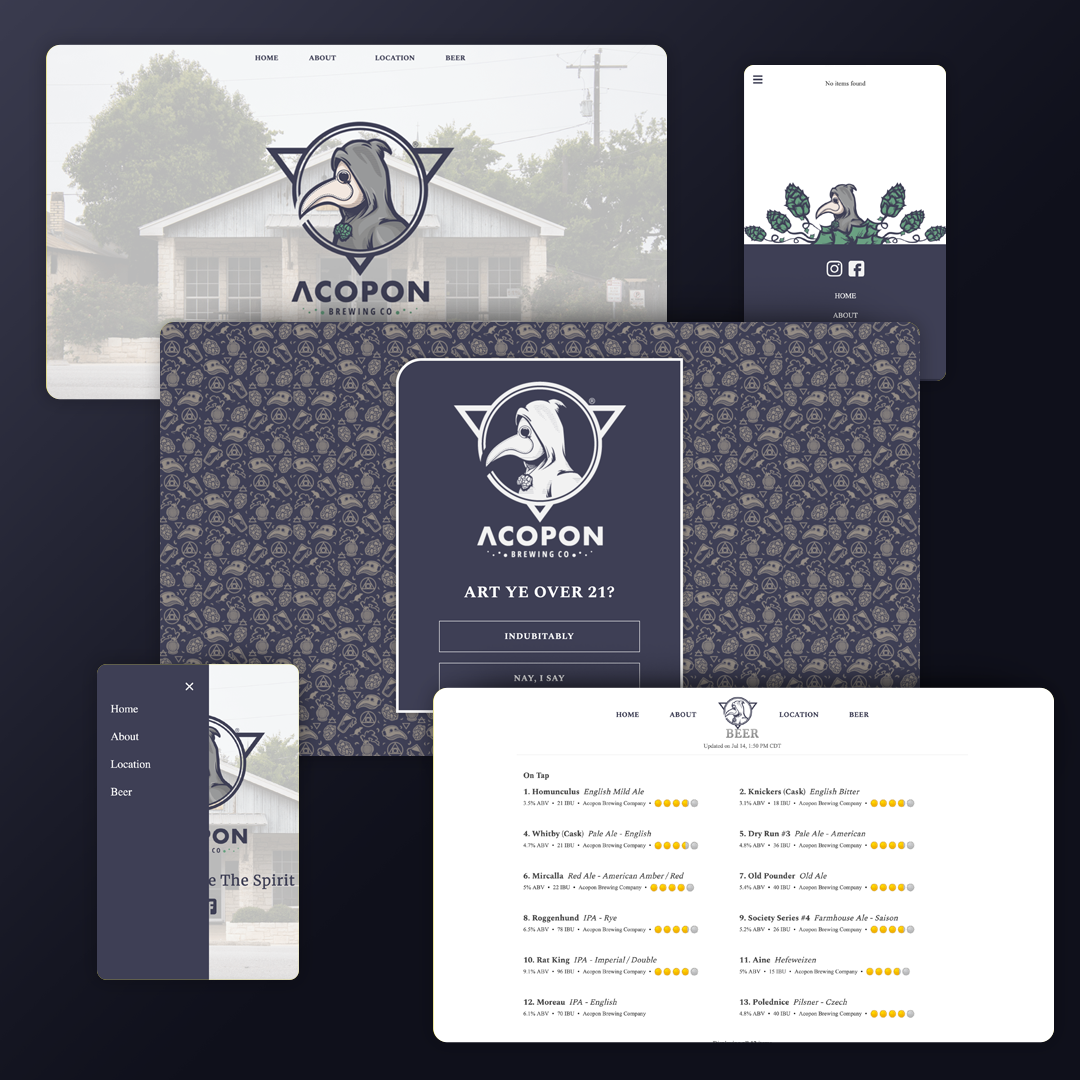 HOME ABOUT LOCATION BEER
ACOPON
BREWING CO
No items found
HOME
ABOUT
®
ACOPON
BREWING CO
ART YE OVER 21?
INDUBITABLY
NAY, I SAY
Home
About
Location
Beer
PON
CO
e The Spirit
HOME ABOUT LOCATION BEER
BEER
Updated on Jul 14, 1:50 PM CDT
On Tap
1. Homunculus English Mild Ale
3.5% ABV • 21 IBU • Acopon Brewing Company •
2. Knickers (Cask) English Bitter
3.1% ABV • 18 IBU • Acopon Brewing Company •
4. Whitby (Cask) Pale Ale - English
4.7% ABV • 21 IBU • Acopon Brewing Company •
5. Dry Run #3 Pale Ale - American
4.8% ABV • 36 IBU • Acopon Brewing Company •
6. Mircalla Red Ale - American Amber / Red
5% ABV • 22 IBU • Acopon Brewing Company •
7. Old Pounder Old Ale
5.4% ABV • 40 IBU • Acopon Brewing Company •
8. Roggenhund IPA - Rye
6.5% ABV • 78 IBU • Acopon Brewing Company •
9. Society Series #4 Farmhouse Ale - Saison
5.2% ABV • 26 IBU • Acopon Brewing Company •
10. Rat King IPA - Imperial / Double
9.1% ABV • 96 IBU • Acopon Brewing Company •
11. Aine Hefeweizen
5% ABV • 15 IBU • Acopon Brewing Company •
12. Moreau IPA - English
6.1% ABV • 70 IBU • Acopon Brewing Company
13. Polednice Pilsner - Czech
4.8% ABV • 40 IBU • Acopon Brewing Company •